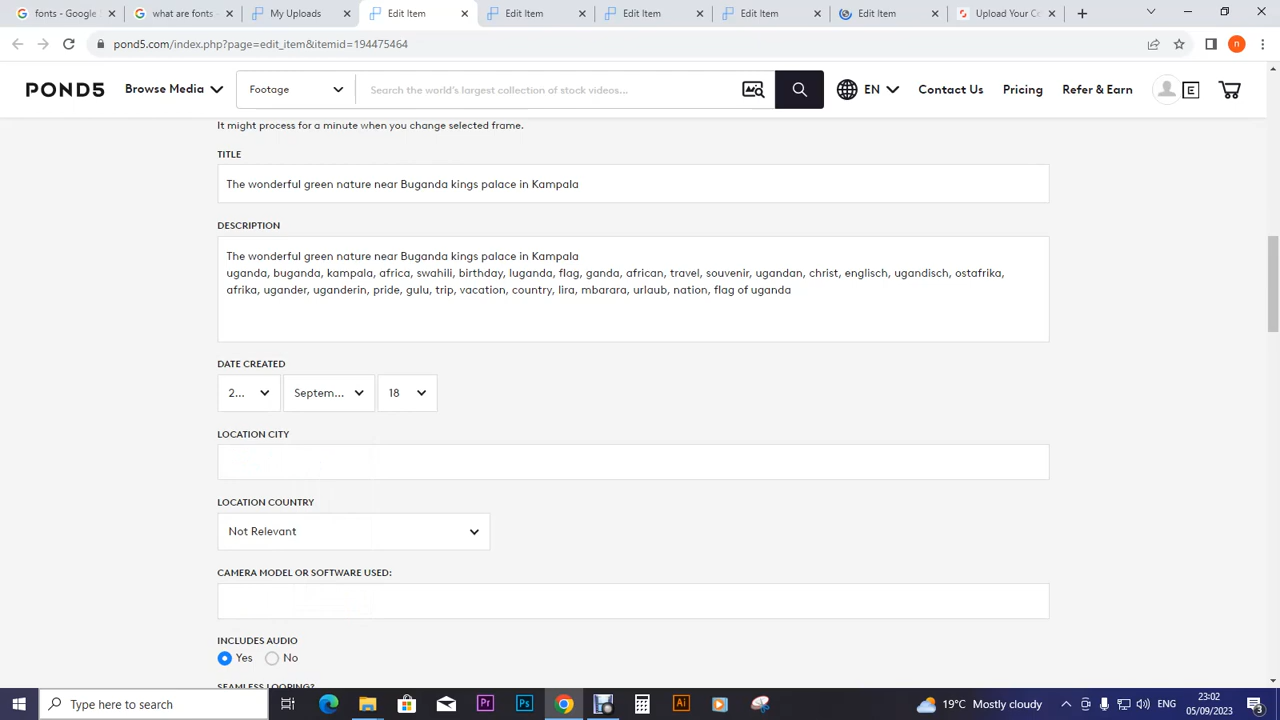 fonts - Google
what are fonts -
My Uploads
Edit Item
Edit Item
Edit Item
Edit Item
Edit Item
Upload Your Co
pond5.com/index.php?page=edit_item&itemid=194475464
n
POND5
Browse Media
Footage
Search the world's largest collection of stock videos...
EN
Contact Us
Pricing
Refer & Earn
E
It might process for a minute when you change selected frame.
TITLE
The wonderful green nature near Buganda kings palace in Kampala
DESCRIPTION
The wonderful green nature near Buganda kings palace in Kampala
uganda, buganda, kampala, africa, swahili, birthday, luganda, flag, ganda, african, travel, souvenir, ugandan, christ, englisch, ugandisch, ostafrika,
afrika, ugander, uganderin, pride, gulu, trip, vacation, country, lira, mbarara, urlaub, nation, flag of uganda
DATE CREATED
2...
Septem...
18
LOCATION CITY
LOCATION COUNTRY
Not Relevant
CAMERA MODEL OR SOFTWARE USED:
INCLUDES AUDIO
Yes
No
SEAMLESS LOOPING?
Type here to search
Pr
Ps
Ai
19°C Mostly cloudy
ENG
23:02
05/09/2023
3